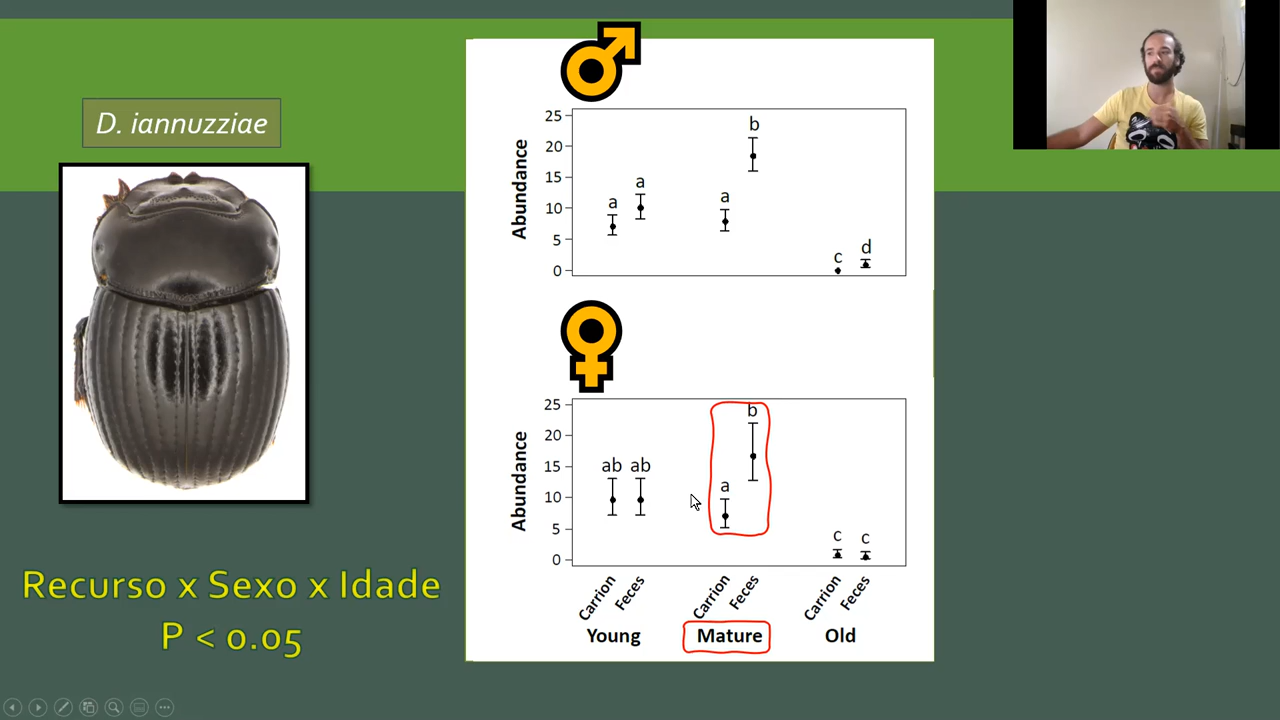 D. iannuzziae
Recurso x Sexo x Idade
P < 0.05
Abundance
25
20
15
10
5
0
a
a
a
b
c
d
Abundance
25
20
15
10
5
0
ab
ab
a
b
c
c
Carrion
Feces
Carrion
Feces
Carrion
Feces
Young
Mature
Old